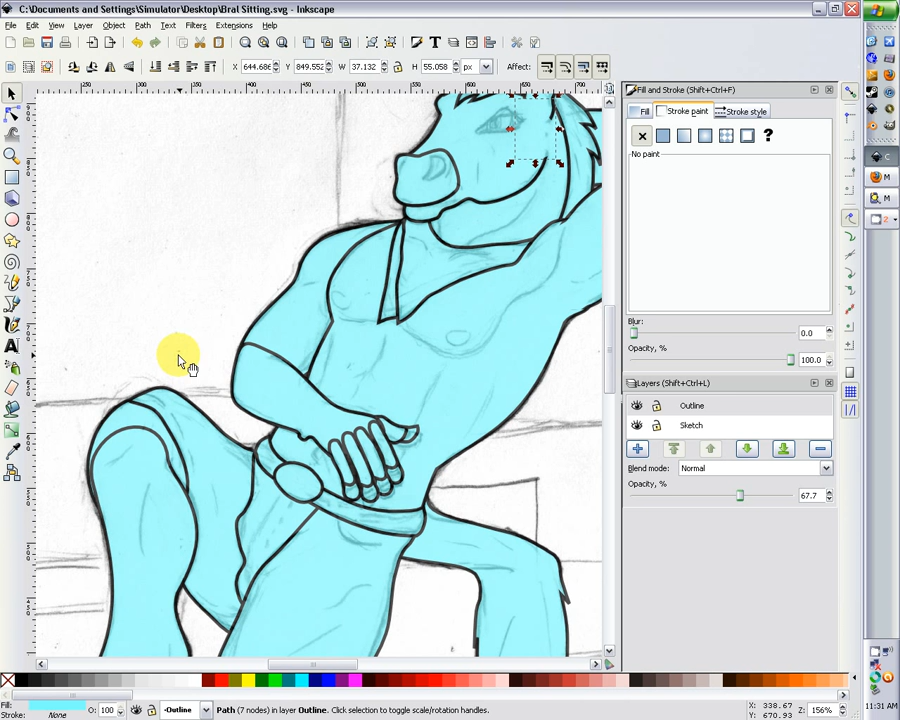 C:\Documents and Settings\Simulator\Desktop\Bral Sitting.svg - Inkscape
File Edit View Layer Object Path Text Filters Extensions Help
X 644.686 Y 849.552 W 37.132 H 55.058 px Affect:
Fill and Stroke (Shift+Ctrl+F)
Fill Stroke paint Stroke style
No paint
Blur:
0.0
Opacity, %
100.0
Layers (Shift+Ctrl+L)
Outline
Sketch
Blend mode: Normal
Opacity, %
67.7
C
M
M
2
Fill:
Stroke: None
O: 100
Outline
Path (7 nodes) in layer Outline. Click selection to toggle scale/rotation handles.
X: 338.67
Y: 670.93
Z: 156%
11:31 AM